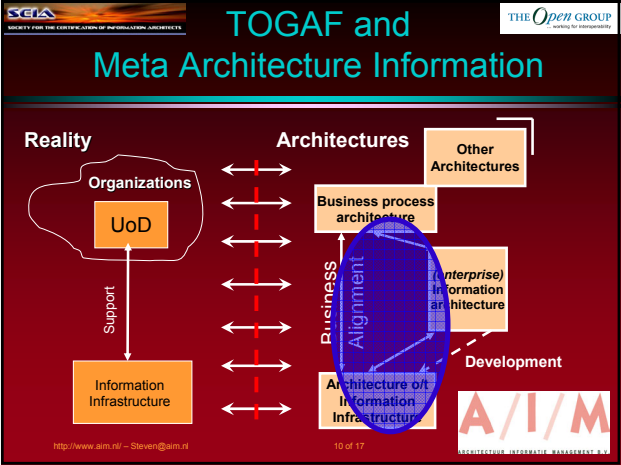 SCIA
SOCIETY FOR THE CERTIFICATION OF INFORMATION ARCHITECTS
THE Open GROUP
... working for interoperability
TOGAF and
Meta Architecture Information
Reality
Architectures
Other
Architectures
Organizations
UoD
Business process
architecture
(enterprise)
Information
architecture
Business
Alignment
Support
Development
Information
Infrastructure
Architecture o/t
Information
Infrastructure
A/I/M
ARCHITECTUUR INFORMATIE MANAGEMENT B.V.
http://www.aim.nl/ – Steven@aim.nl
10 of 17